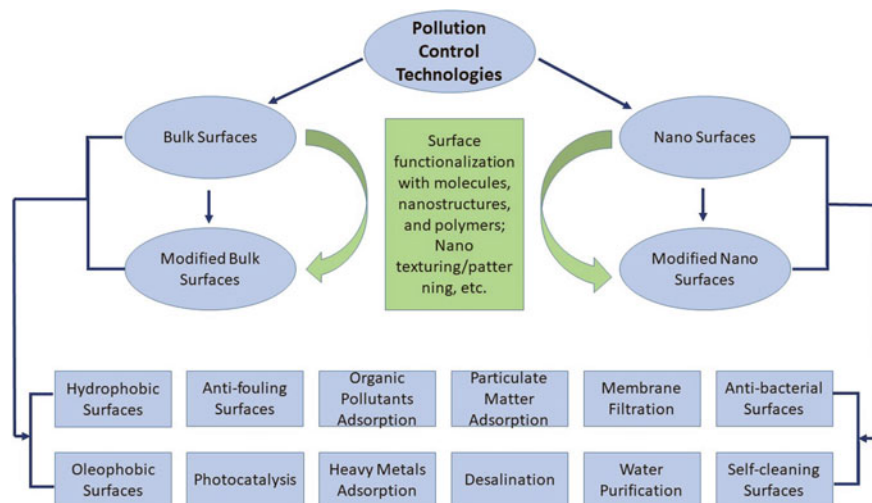 Pollution
Control
Technologies
Bulk Surfaces
Nano Surfaces
Surface
functionalization
with molecules,
nanostructures,
and polymers;
Nano
texturing/patter
ning, etc.
Modified Bulk
Surfaces
Modified Nano
Surfaces
Hydrophobic
Surfaces
Anti-fouling
Surfaces
Organic
Pollutants
Adsorption
Particulate
Matter
Adsorption
Membrane
Filtration
Anti-bacterial
Surfaces
Oleophobic
Surfaces
Photocatalysis
Heavy Metals
Adsorption
Desalination
Water
Purification
Self-cleaning
Surfaces